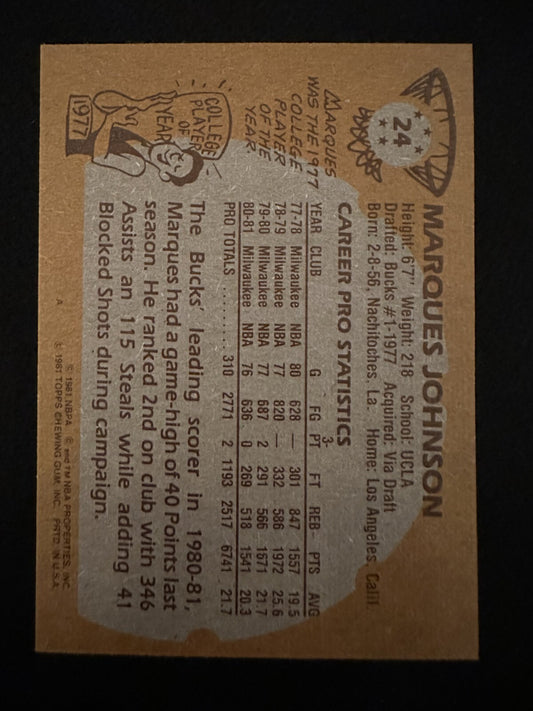 24
MARQUES JOHNSON
Height: 6'7" Weight: 218 School: UCLA
Drafted: Bucks #1-1977 Acquired: Via Draft
Born: 2-8-56, Nachitoches, La. Home: Los Angeles, Calif.
MARQUES
WAS THE 1977
COLLEGE
PLAYER
OF THE
YEAR.
COLLEGE
PLAYER
OF
YEAR
1977
CAREER PRO STATISTICS
YEAR CLUB G FG 3-PT FT REB PTS AVG
77-78 Milwaukee NBA 80 628 — 301 847 1557 19.5
78-79 Milwaukee NBA 77 820 — 332 586 1972 25.6
79-80 Milwaukee NBA 77 687 2 291 566 1671 21.7
80-81 Milwaukee NBA 76 636 0 269 518 1541 20.3
PRO TOTALS . . . . . . . . . 310 2771 2 1193 2517 6741 21.7
The Bucks' leading scorer in 1980-81,
Marques had a game-high of 40 Points last
season. He ranked 2nd on club with 346
Assists an 115 Steals while adding 41
Blocked Shots during campaign.
A
© 1981 NBPA. ® and TM NBA PROPERTIES, INC.
© 1981 TOPPS CHEWING GUM, INC. PRTD. IN U.S.A.